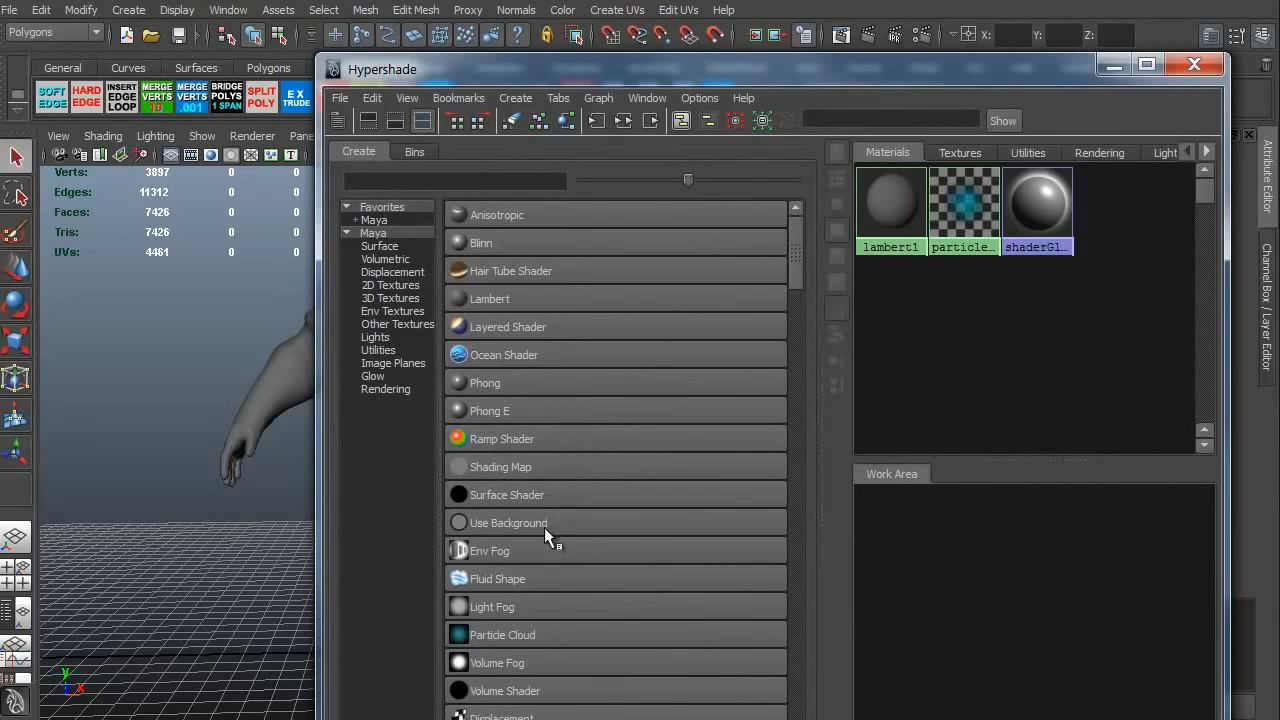 File Edit Modify Create Display Window Assets Select Mesh Edit Mesh Proxy Normals Color Create UVs Edit UVs Help
Polygons
X: Y: Z:
General Curves Surfaces Polygons
Hypershade
SOFT EDGE HARD EDGE INSERT EDGE LOOP MERGE VERTS 10 MERGE VERTS .001 BRIDGE POLYS 1 SPAN SPLIT POLY EX TRUDE
File Edit View Bookmarks Create Tabs Graph Window Options Help
Show
View Shading Lighting Show Renderer
Create Bins
Materials Textures Utilities Rendering Light
Verts: 3897 0 0
Edges: 11312 0 0
Faces: 7426 0 0
Tris: 7426 0 0
UVs: 4461 0 0
Favorites
+ Maya
Maya
Surface
Volumetric
Displacement
2D Textures
3D Textures
Env Textures
Other Textures
Lights
Utilities
Image Planes
Glow
Rendering
Anisotropic
Blinn
Hair Tube Shader
Lambert
Layered Shader
Ocean Shader
Phong
Phong E
Ramp Shader
Shading Map
Surface Shader
Use Background
Env Fog
Fluid Shape
Light Fog
Particle Cloud
Volume Fog
Volume Shader
Displacement
lambert1 particle... shaderGl...
Work Area
Attribute Editor
Channel Box / Layer Editor
y
x